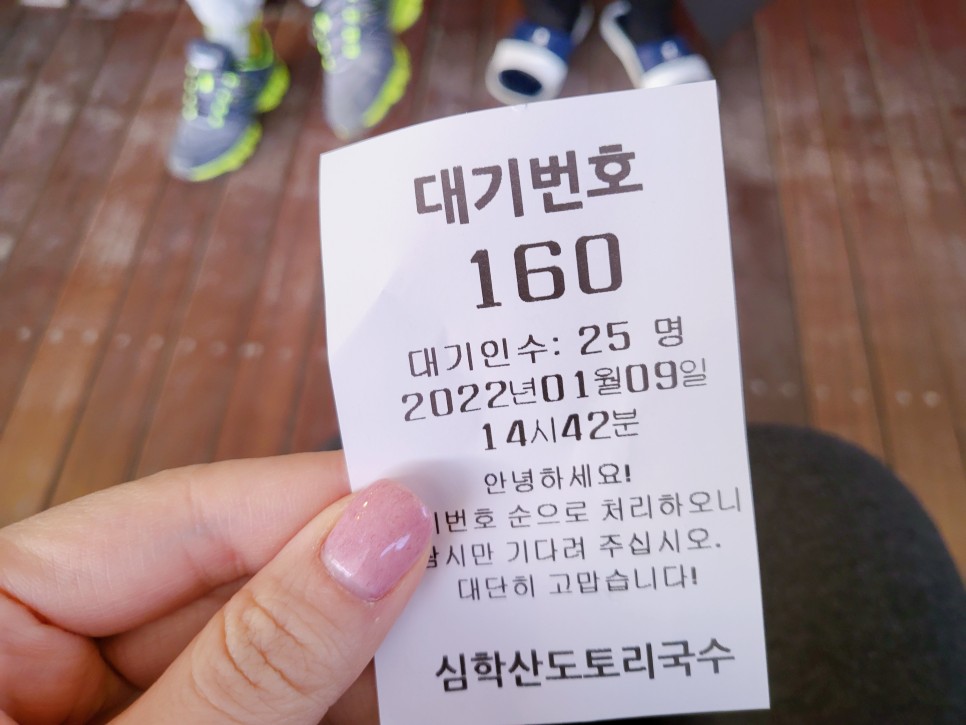 대기번호
160
대기인수: 25 명
2022년01월09일
14시42분
안녕하세요!
순으로 처리하오니
기다려 주십시오.
대단히 고맙습니다!
심학산도토리국수